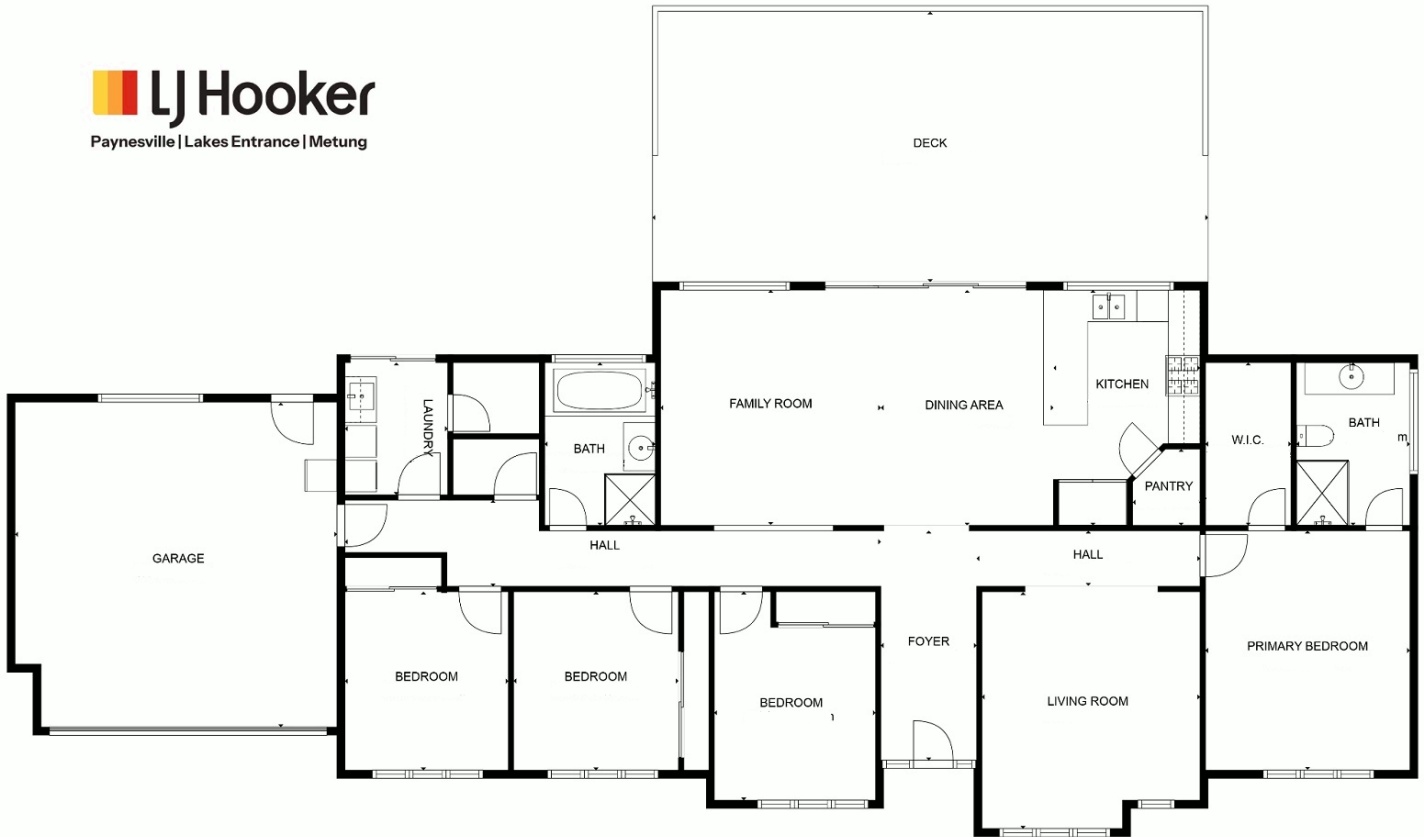 LJ Hooker
Paynesville | Lakes Entrance | Metung
DECK
FAMILY ROOM
DINING AREA
KITCHEN
PANTRY
LAUNDRY
BATH
W.I.C.
BATH
m
GARAGE
HALL
HALL
BEDROOM
BEDROOM
BEDROOM
FOYER
LIVING ROOM
PRIMARY BEDROOM